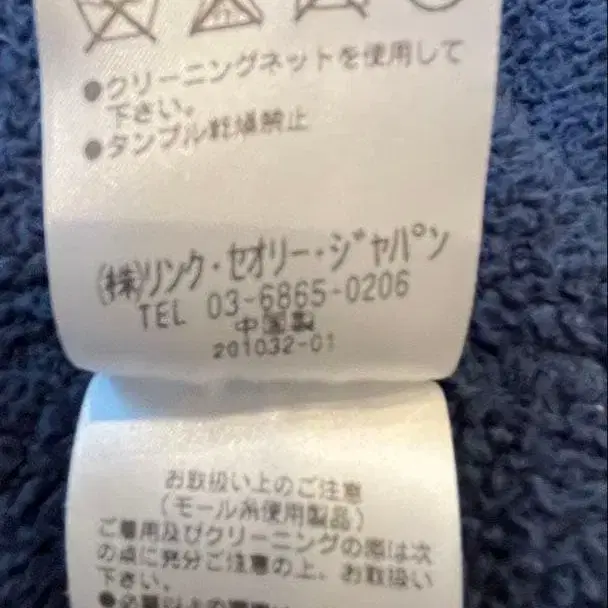 ●クリーニングネットを使用して
下さい。
●タンブル乾燥禁止
(株)リンク・セオリー・ジャパン
TEL 03-6865-0206
中国製
201032-01
お取扱い上のご注意
(モール糸使用製品)
ご着用及びクリーニングの際は次
の点に充分ご注意の上、お取扱い
下さい。
●必要以上の